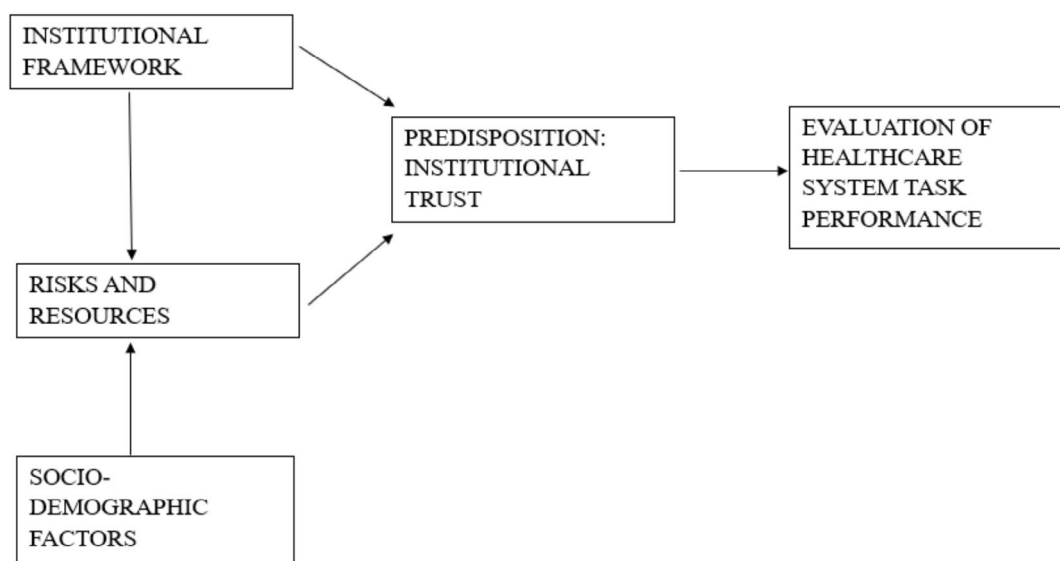 INSTITUTIONAL
FRAMEWORK
PREDISPOSITION:
INSTITUTIONAL
TRUST
EVALUATION OF
HEALTHCARE
SYSTEM TASK
PERFORMANCE
RISKS AND
RESOURCES
SOCIO-
DEMOGRAPHIC
FACTORS